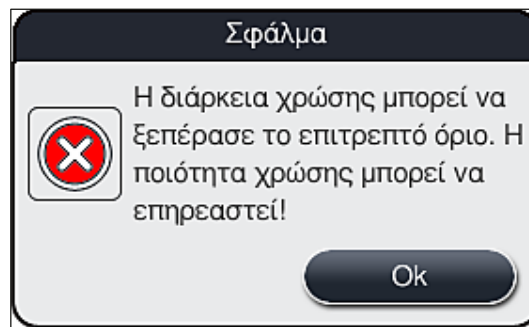 Σφάλμα
Η διάρκεια χρώσης μπορεί να
ξεπέρασε το επιτρεπτό όριο. Η
ποιότητα χρώσης μπορεί να
επηρεαστεί!
Ok